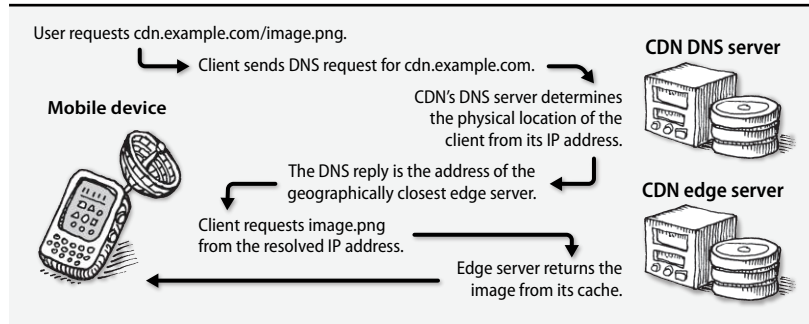 User requests cdn.example.com/image.png.
Client sends DNS request for cdn.example.com.
CDN DNS server
Mobile device
CDN's DNS server determines
the physical location of the
client from its IP address.
The DNS reply is the address of the
geographically closest edge server.
CDN edge server
Client requests image.png
from the resolved IP address.
Edge server returns the
image from its cache.